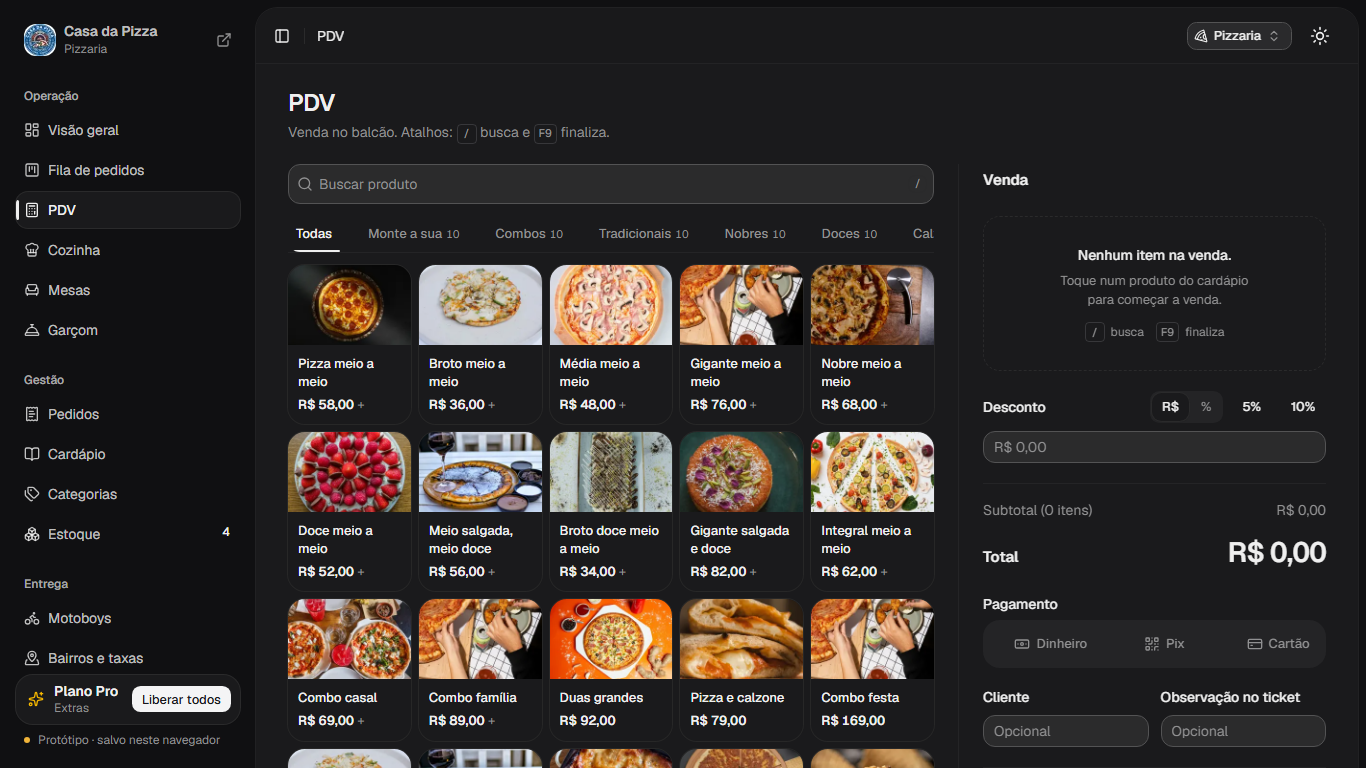 Casa da Pizza
Pizzaria
Operação
Visão geral
Fila de pedidos
PDV
Cozinha
Mesas
Garçom
Gestão
Pedidos
Cardápio
Categorias
Estoque 4
Entrega
Motoboys
Bairros e taxas
Plano Pro
Extras
Liberar todos
Protótipo · salvo neste navegador
PDV
Pizzaria
PDV
Venda no balcão. Atalhos: / busca e F9 finaliza.
Buscar produto /
Todas Monte a sua 10 Combos 10 Tradicionais 10 Nobres 10 Doces 10 Cal
Pizza meio a
meio
R$ 58,00 +
Broto meio a
meio
R$ 36,00 +
Média meio a
meio
R$ 48,00 +
Gigante meio a
meio
R$ 76,00 +
Nobre meio a
meio
R$ 68,00 +
Doce meio a
meio
R$ 52,00 +
Meio salgada,
meio doce
R$ 56,00 +
Broto doce meio
a meio
R$ 34,00 +
Gigante salgada
e doce
R$ 82,00 +
Integral meio a
meio
R$ 62,00 +
Combo casal
R$ 69,00 +
Combo família
R$ 89,00 +
Duas grandes
R$ 92,00
Pizza e calzone
R$ 79,00
Combo festa
R$ 169,00
Venda
Nenhum item na venda.
Toque num produto do cardápio
para começar a venda.
/ busca F9 finaliza
Desconto R$ % 5% 10%
R$ 0,00
Subtotal (0 itens) R$ 0,00
Total R$ 0,00
Pagamento
Dinheiro Pix Cartão
Cliente Observação no ticket
Opcional Opcional